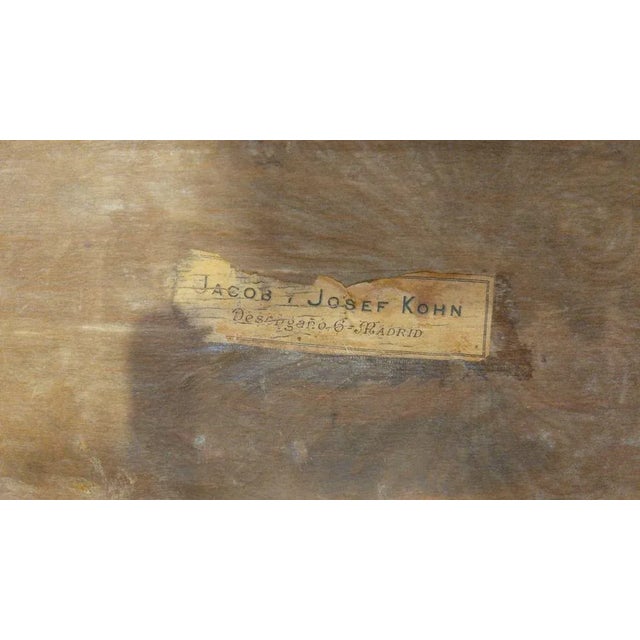 JACOB Y JOSEF KOHN
Desengaño 6=MADRID